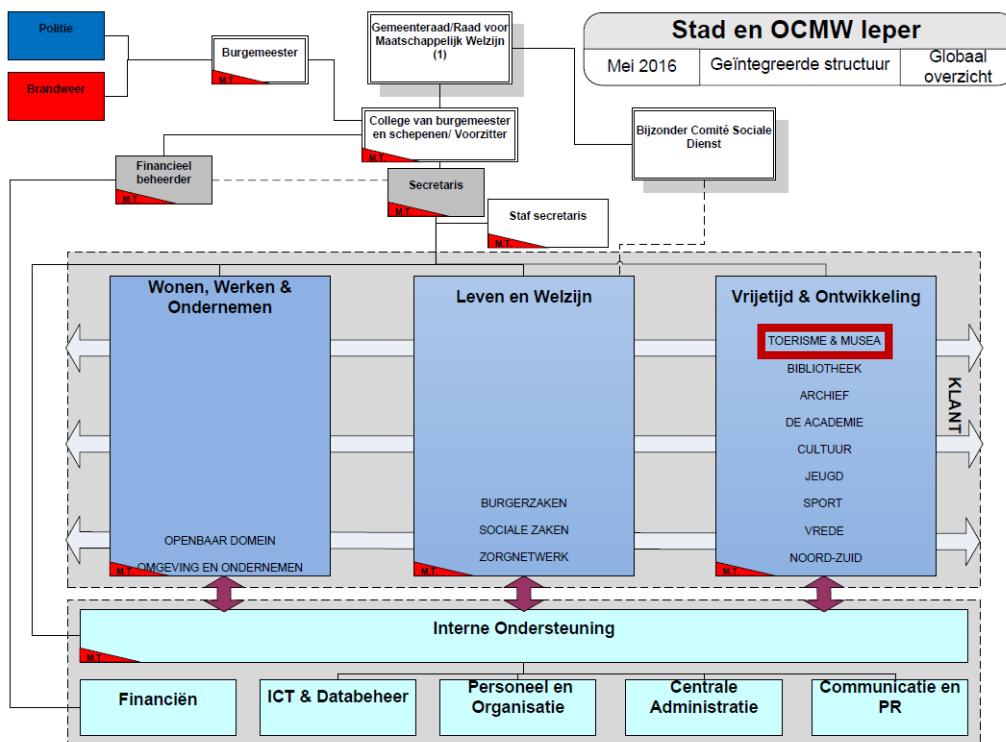 Politie
Brandweer
Burgemeester
M.T.
Gemeenteraad/Raad voor
Maatschappelijk Welzijn
(1)
Stad en OCMW Ieper
Mei 2016
Geïntegreerde structuur
Globaal
overzicht
College van burgemeester
en schepenen/ Voorzitter
M.T.
Bijzonder Comité Sociale
Dienst
Financieel
beheerder
M.T.
Secretaris
M.T.
Staf secretaris
M.T.
Wonen, Werken &
Ondernemen
OPENBAAR DOMEIN
OMGEVING EN ONDERNEMEN
M.T.
Leven en Welzijn
BURGERZAKEN
SOCIALE ZAKEN
ZORGNETWERK
M.T.
Vrijetijd & Ontwikkeling
TOERISME & MUSEA
BIBLIOTHEEK
ARCHIEF
DE ACADEMIE
CULTUUR
JEUGD
SPORT
VREDE
NOORD-ZUID
M.T.
KLANT
Interne Ondersteuning
M.T.
Financiën
ICT & Databeheer
Personeel en
Organisatie
Centrale
Administratie
Communicatie en
PR